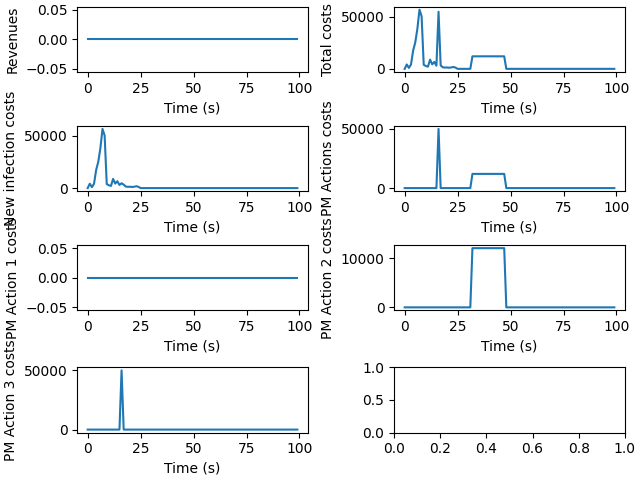 Revenues
0.05
0.00
−0.05
0 25 50 75 100
Time (s)
Total costs
50000
0
0 25 50 75 100
Time (s)
New infection costs
50000
0
0 25 50 75 100
Time (s)
PM Actions costs
50000
0
0 25 50 75 100
Time (s)
PM Action 1 costs
0.05
0.00
−0.05
0 25 50 75 100
Time (s)
PM Action 2 costs
10000
0
0 25 50 75 100
Time (s)
PM Action 3 costs
50000
0
0 25 50 75 100
Time (s)
1.0
0.5
0.0
0.0 0.2 0.4 0.6 0.8 1.0